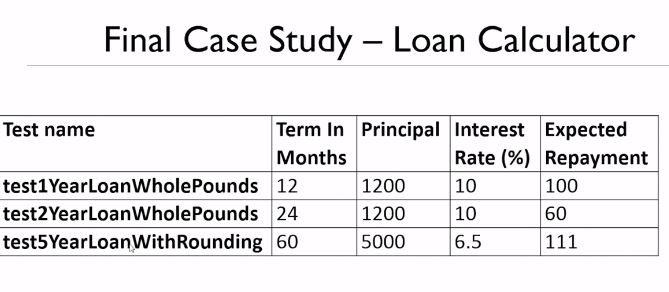 Final Case Study – Loan Calculator
Test name Term In Months Principal Interest Rate (%) Expected Repayment
test1YearLoanWholePounds 12 1200 10 100
test2YearLoanWholePounds 24 1200 10 60
test5YearLoanWithRounding 60 5000 6.5 111